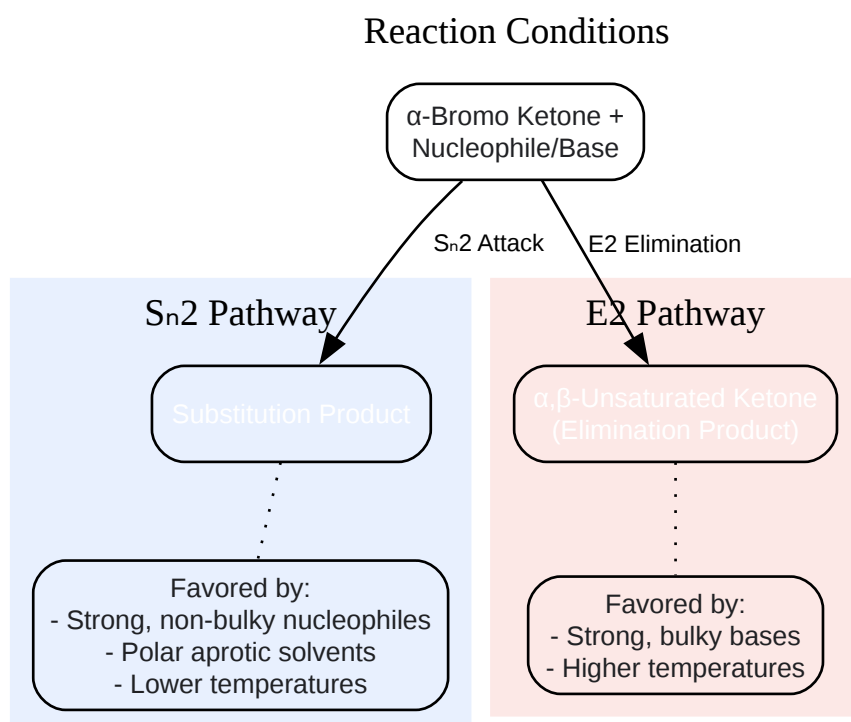 Reaction Conditions
α-Bromo Ketone +
Nucleophile/Base
Sₙ2 Attack
E2 Elimination
Sₙ2 Pathway
E2 Pathway
Substitution Product
α,β-Unsaturated Ketone
(Elimination Product)
Favored by:
- Strong, non-bulky nucleophiles
- Polar aprotic solvents
- Lower temperatures
Favored by:
- Strong, bulky bases
- Higher temperatures